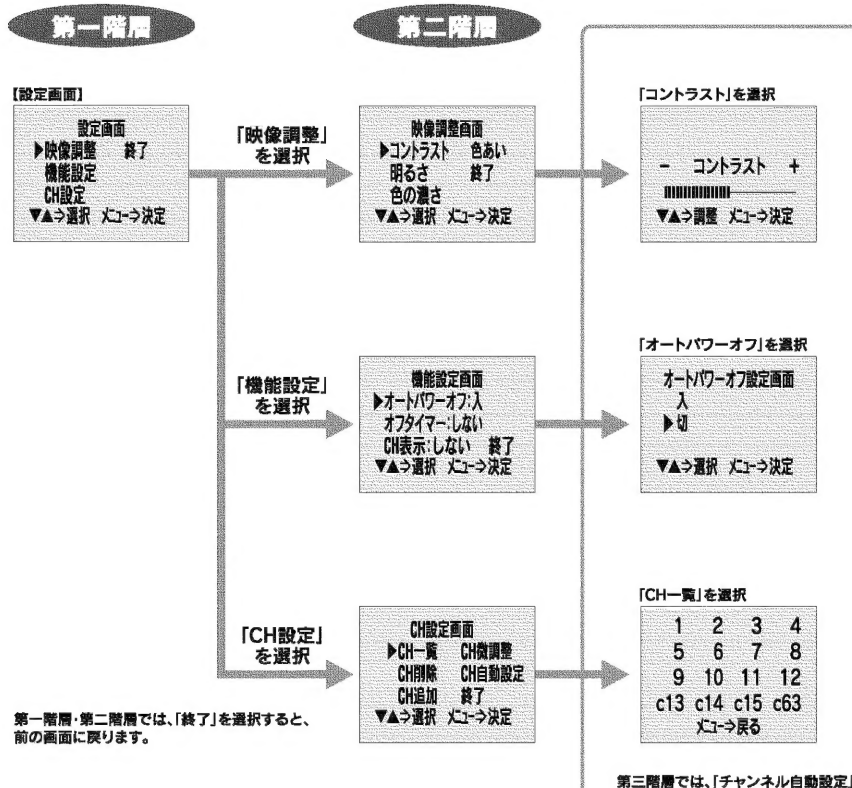 第一階層
第二階層
【設定画面】
設定画面
▶映像調整 終了
機能設定
CH設定
▼▲⇒選択 メニュー⇒決定
「映像調整」
を選択
映像調整画面
▶コントラスト 色あい
明るさ 終了
色の濃さ
▼▲⇒選択 メニュー⇒決定
「コントラスト」を選択
− コントラスト +
▼▲⇒調整 メニュー⇒決定
「機能設定」
を選択
機能設定画面
▶オートパワーオフ:入
オフタイマー:しない
CH表示:しない 終了
▼▲⇒選択 メニュー⇒決定
「オートパワーオフ」を選択
オートパワーオフ設定画面
入
▶切
▼▲⇒選択 メニュー⇒決定
「CH設定」
を選択
CH設定画面
▶CH一覧 CH微調整
CH削除 CH自動設定
CH追加 終了
▼▲⇒選択 メニュー⇒決定
「CH一覧」を選択
1 2 3 4
5 6 7 8
9 10 11 12
c13 c14 c15 c63
メニュー⇒戻る
第一階層・第二階層では、「終了」を選択すると、
前の画面に戻ります。
第三階層では、「チャンネル自動設定」